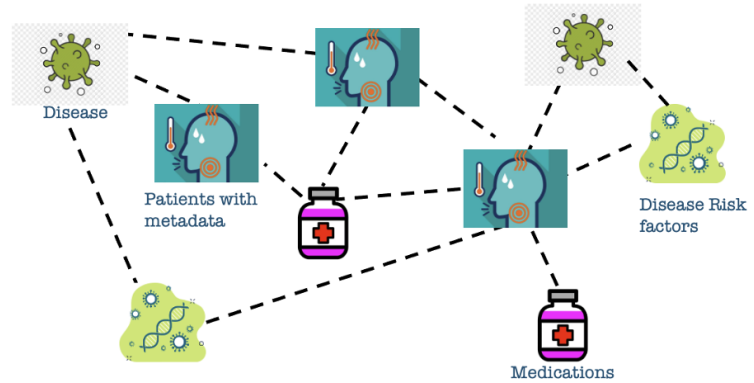 Disease
Patients with
metadata
Disease Risk
factors
Medications